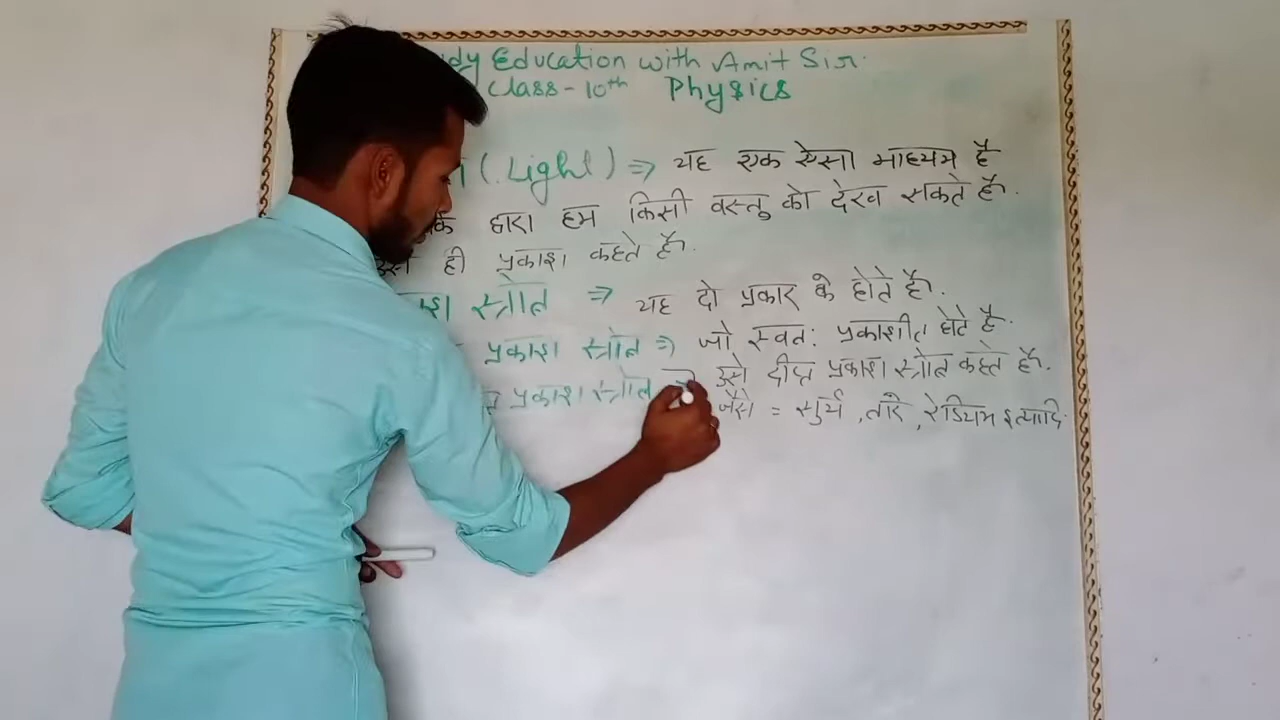 Education with Amit Sir.
Class-10th Physics
(Light) ⇒ यह एक ऐसा माध्यम है
द्वारा हम किसी वस्तु को देख सकते है.
ही प्रकाश कहते है.
स्त्रोत ⇒ यह दो प्रकार के होते है.
प्रकाश स्त्रोत ⇒ जो स्वत: प्रकाशीत होते है.
उसे दीप्त प्रकाश स्त्रोत कहते है.
प्रकाश स्त्रोत
जैसे = सुर्य, तारे, रेडियम इत्यादि